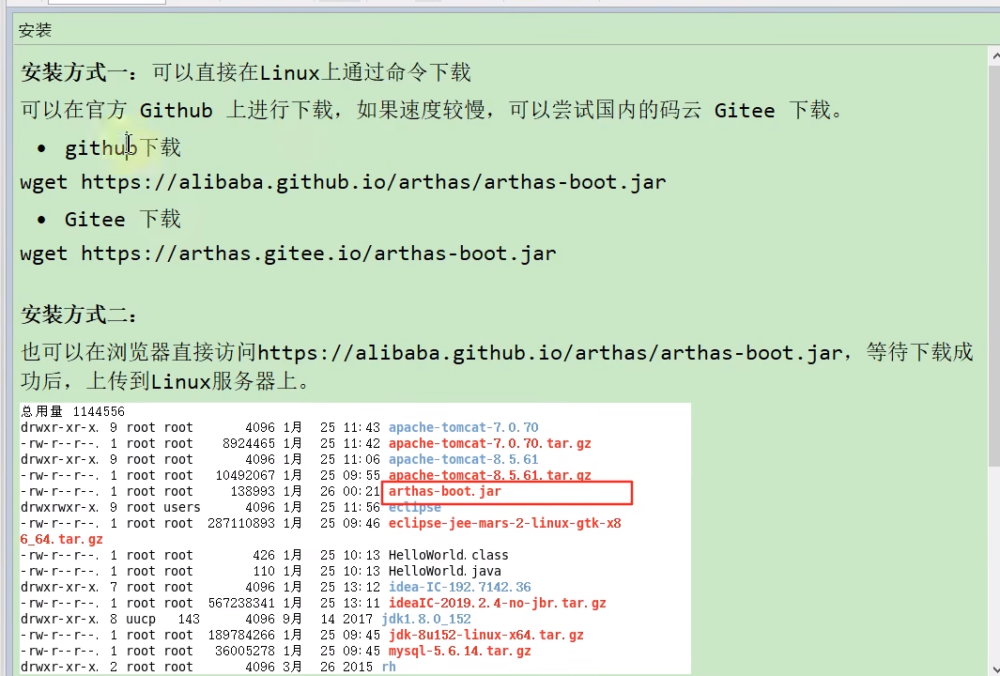 安装
安装方式一：可以直接在Linux上通过命令下载
可以在官方 Github 上进行下载，如果速度较慢，可以尝试国内的码云 Gitee 下载。
• github下载
wget https://alibaba.github.io/arthas/arthas-boot.jar
• Gitee 下载
wget https://arthas.gitee.io/arthas-boot.jar
安装方式二：
也可以在浏览器直接访问https://alibaba.github.io/arthas/arthas-boot.jar，等待下载成
功后，上传到Linux服务器上。
总用量 1144556
drwxr-xr-x. 9 root root 4096 1月 25 11:43 apache-tomcat-7.0.70
-rw-r--r--. 1 root root 8924465 1月 25 11:42 apache-tomcat-7.0.70.tar.gz
drwxr-xr-x. 9 root root 4096 1月 25 11:06 apache-tomcat-8.5.61
-rw-r--r--. 1 root root 10492067 1月 25 09:55 apache-tomcat-8.5.61.tar.gz
-rw-r--r--. 1 root root 138993 1月 26 00:21 arthas-boot.jar
drwxrwxr-x. 9 root users 4096 1月 25 11:56 eclipse
-rw-r--r--. 1 root root 287110893 1月 25 09:46 eclipse-jee-mars-2-linux-gtk-x8
6_64.tar.gz
-rw-r--r--. 1 root root 426 1月 25 10:13 HelloWorld.class
-rw-r--r--. 1 root root 110 1月 25 10:13 HelloWorld.java
drwxr-xr-x. 7 root root 4096 1月 25 13:12 idea-IC-192.7142.36
-rw-r--r--. 1 root root 567238341 1月 25 13:11 ideaIC-2019.2.4-no-jbr.tar.gz
drwxr-xr-x. 8 uucp 143 4096 9月 14 2017 jdk1.8.0_152
-rw-r--r--. 1 root root 189784266 1月 25 09:45 jdk-8u152-linux-x64.tar.gz
-rw-r--r--. 1 root root 36005278 1月 25 09:45 mysql-5.6.14.tar.gz
drwxr-xr-x. 2 root root 4096 3月 26 2015 rh